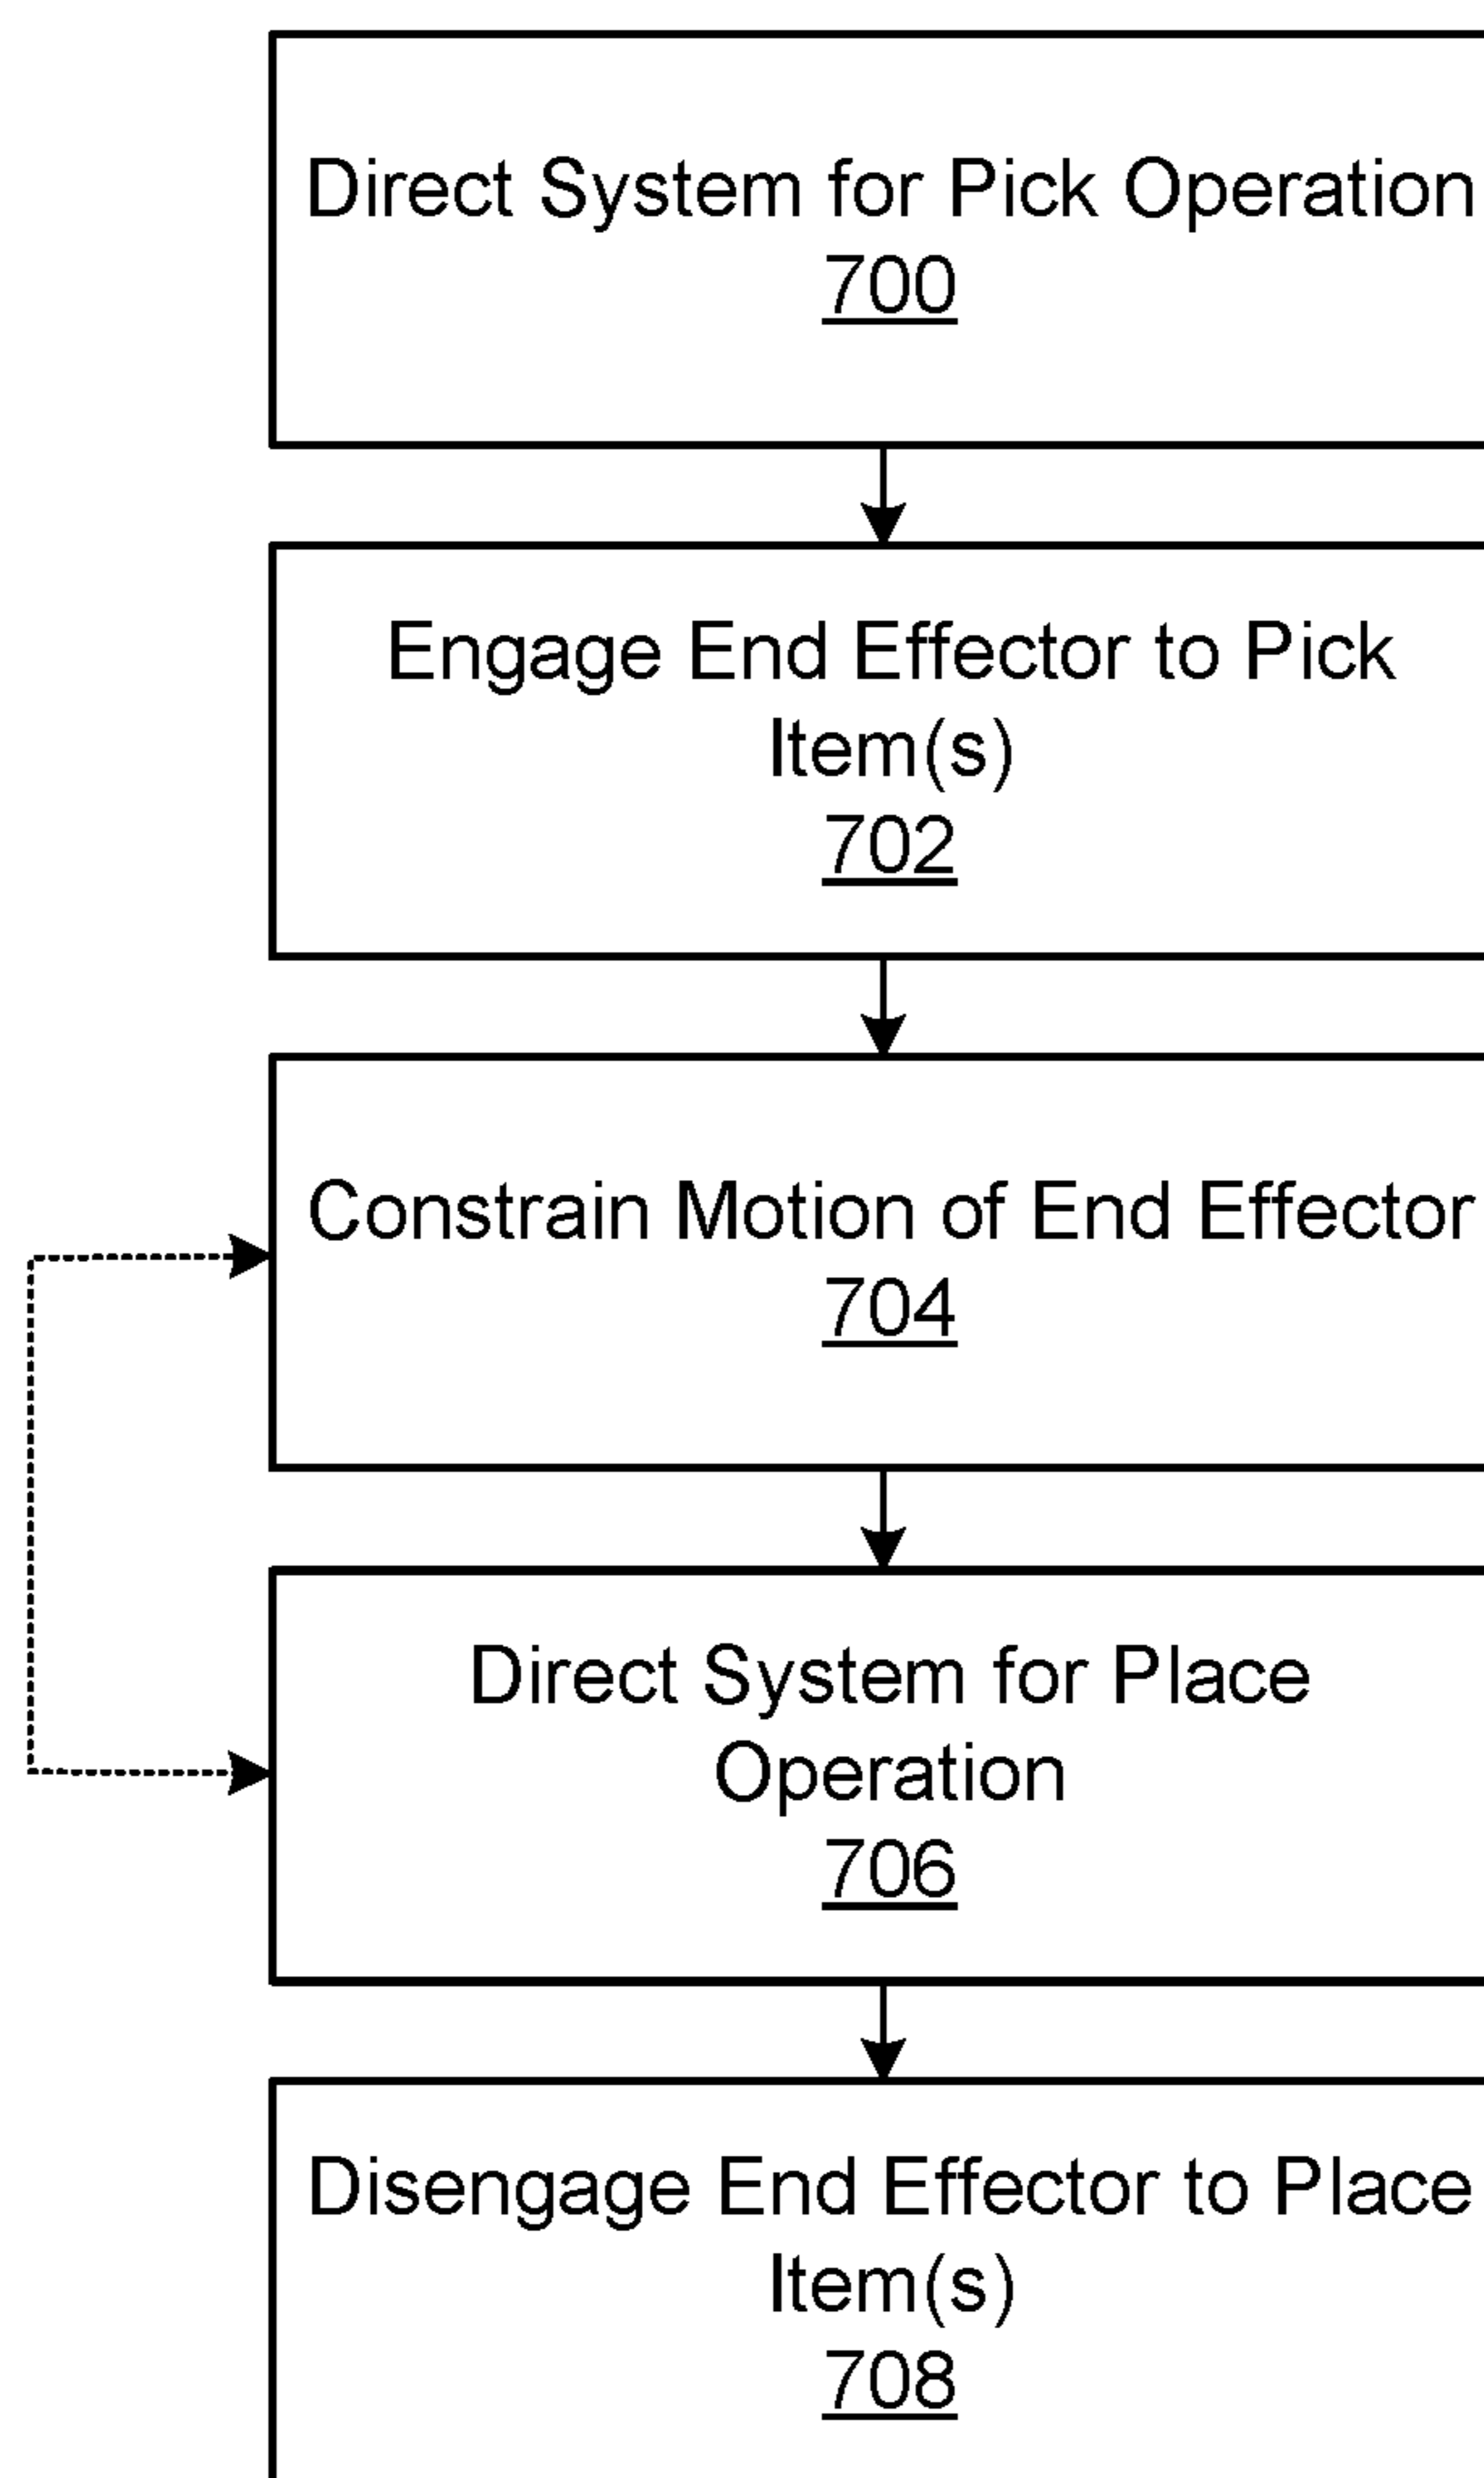 Direct System for Pick Operation
700
Engage End Effector to Pick
Item(s)
702
Constrain Motion of End Effector
704
Direct System for Place
Operation
706
Disengage End Effector to Place
Item(s)
708